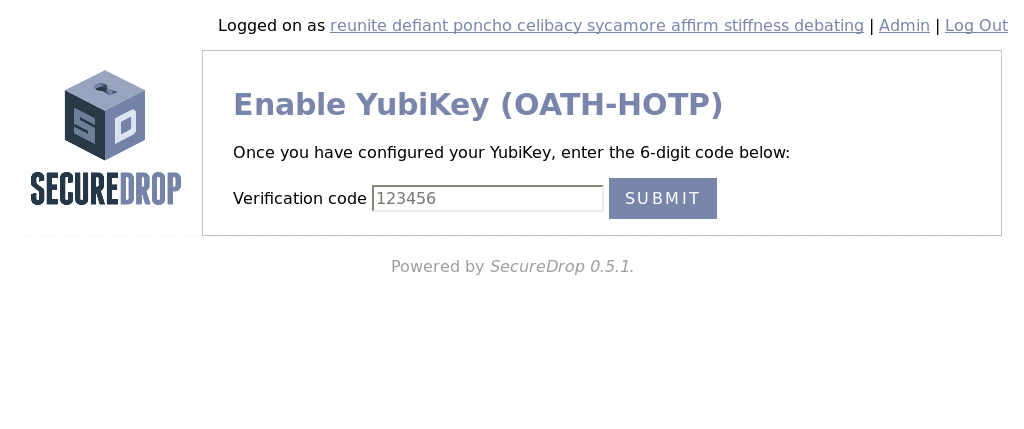 Logged on as reunite defiant poncho celibacy sycamore affirm stiffness debating | Admin | Log Out
SD
SECUREDROP
Enable YubiKey (OATH-HOTP)
Once you have configured your YubiKey, enter the 6-digit code below:
Verification code 123456 SUBMIT
Powered by SecureDrop 0.5.1.